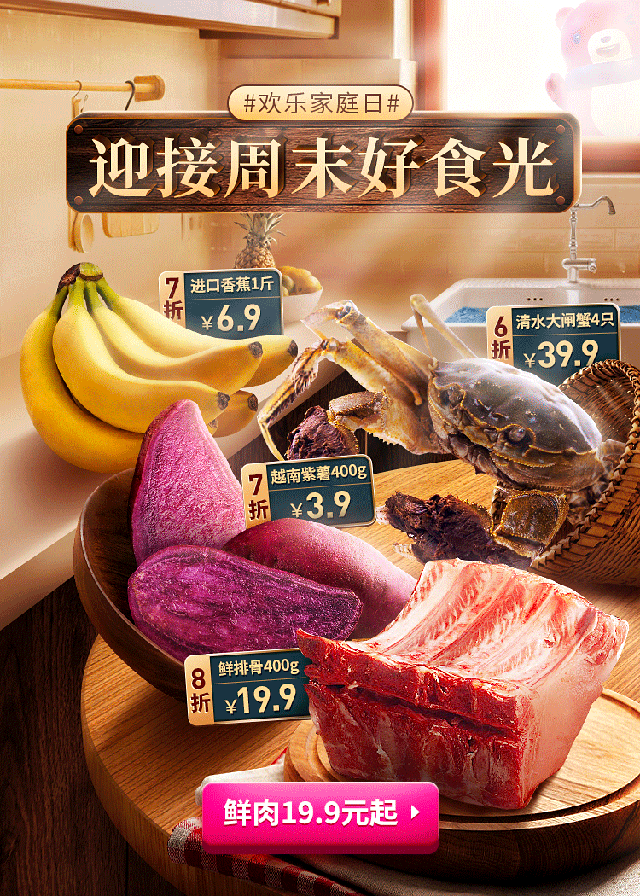 #欢乐家庭日#
迎接周末好食光
7折
进口香蕉1斤
¥6.9
6折
清水大闸蟹4只
¥39.9
7折
越南紫薯400g
¥3.9
8折
鲜排骨400g
¥19.9
鲜肉19.9元起